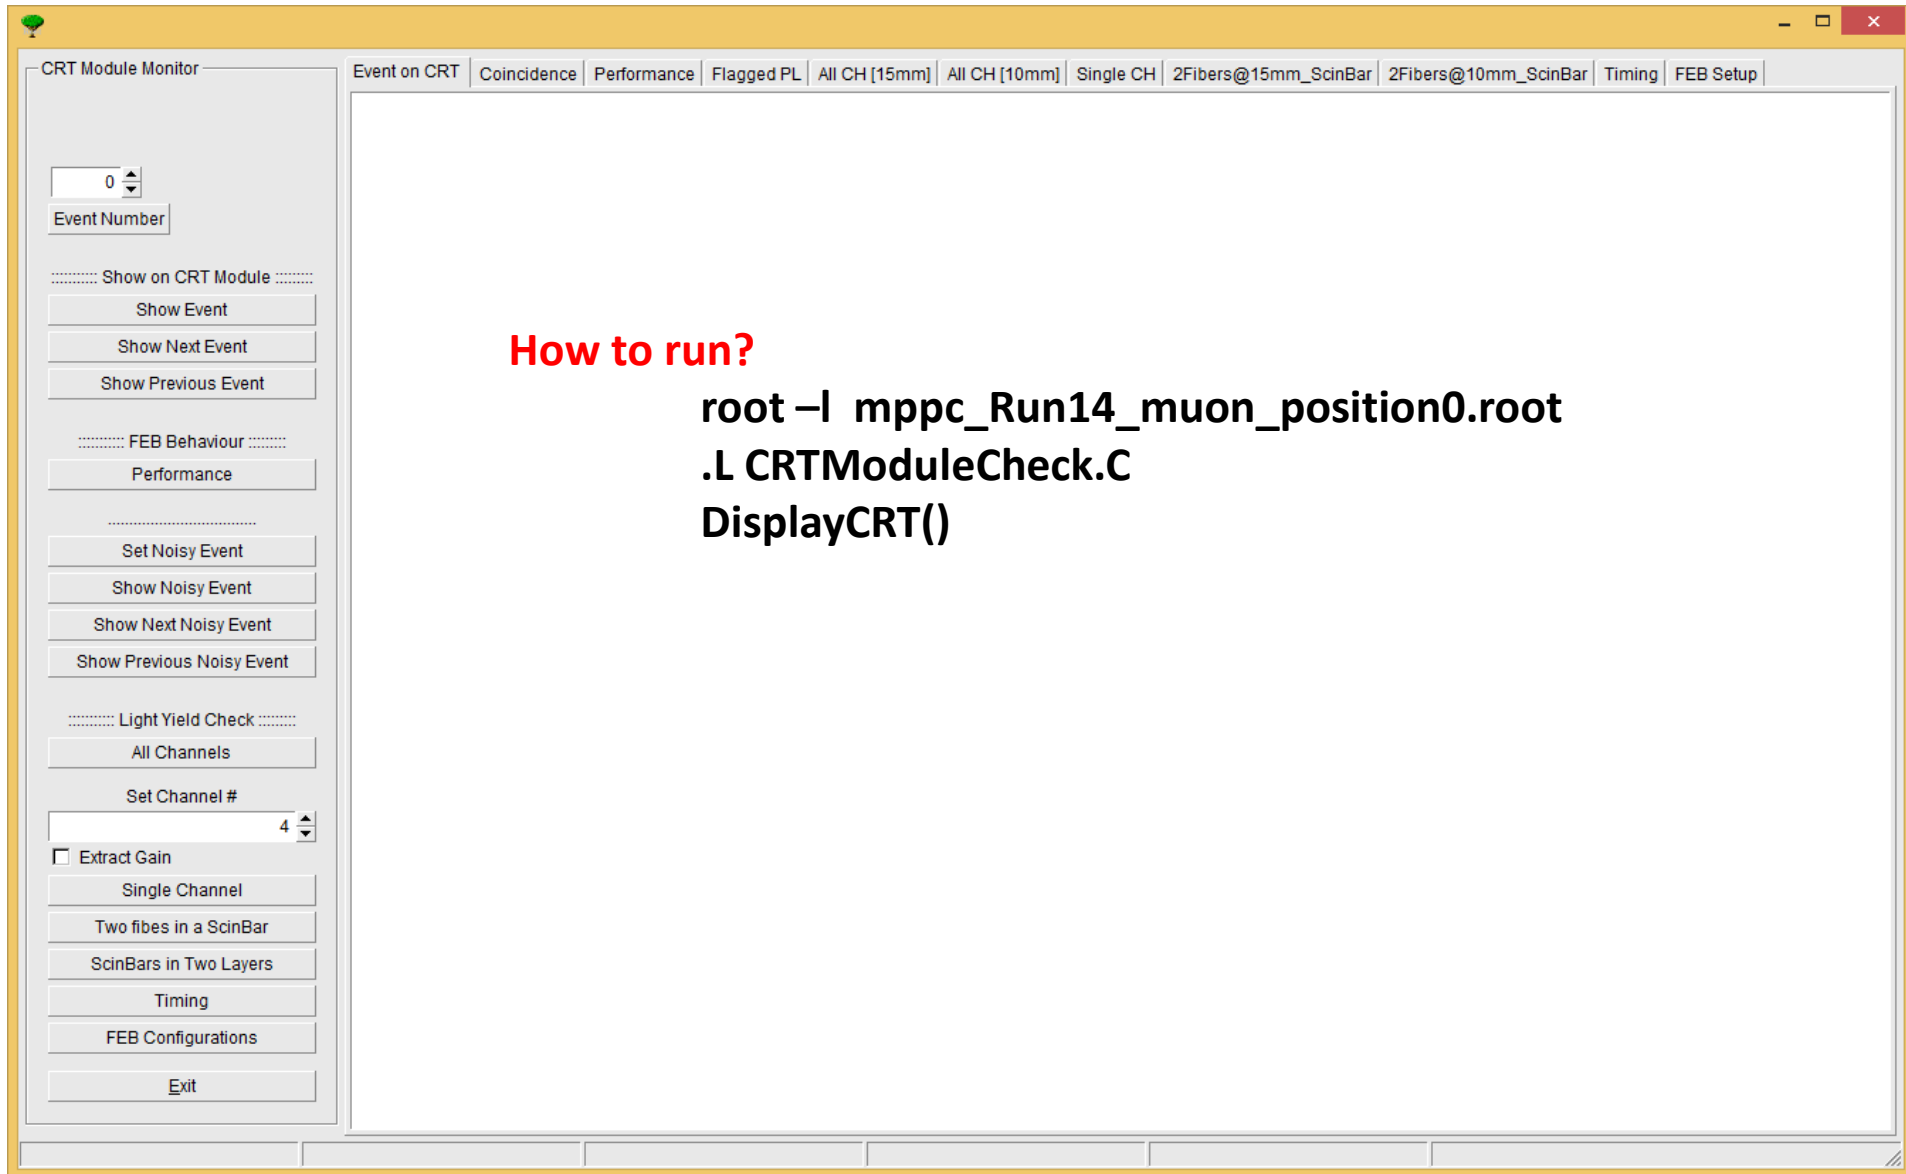 CRT Module Monitor
0
Event Number
::::::::::: Show on CRT Module :::::::::
Show Event
Show Next Event
Show Previous Event
::::::::::: FEB Behaviour :::::::::
Performance
...................................
Set Noisy Event
Show Noisy Event
Show Next Noisy Event
Show Previous Noisy Event
::::::::::: Light Yield Check :::::::::
All Channels
Set Channel #
4
Extract Gain
Single Channel
Two fibes in a ScinBar
ScinBars in Two Layers
Timing
FEB Configurations
Exit
Event on CRT Coincidence Performance Flagged PL All CH [15mm] All CH [10mm] Single CH 2Fibers@15mm_ScinBar 2Fibers@10mm_ScinBar Timing FEB Setup
How to run?
root –l mppc_Run14_muon_position0.root
.L CRTModuleCheck.C
DisplayCRT()